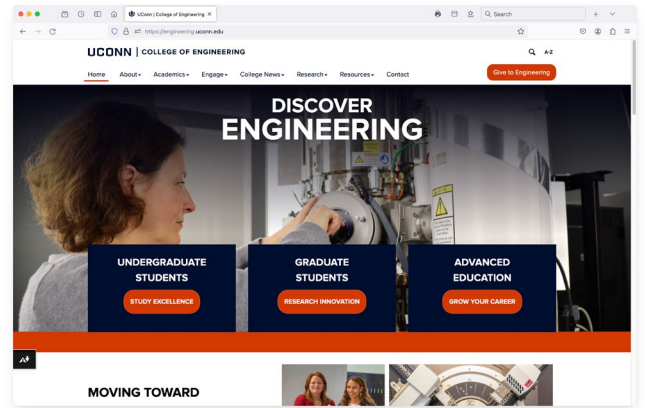 UConn | College of Engineering
Search
https://engineering.uconn.edu
UCONN | COLLEGE OF ENGINEERING
A-Z
Home About Academics Engage College News Research Resources Contact
Give to Engineering
DISCOVER
ENGINEERING
UNDERGRADUATE
STUDENTS
STUDY EXCELLENCE
GRADUATE
STUDENTS
RESEARCH INNOVATION
ADVANCED
EDUCATION
GROW YOUR CAREER
MOVING TOWARD